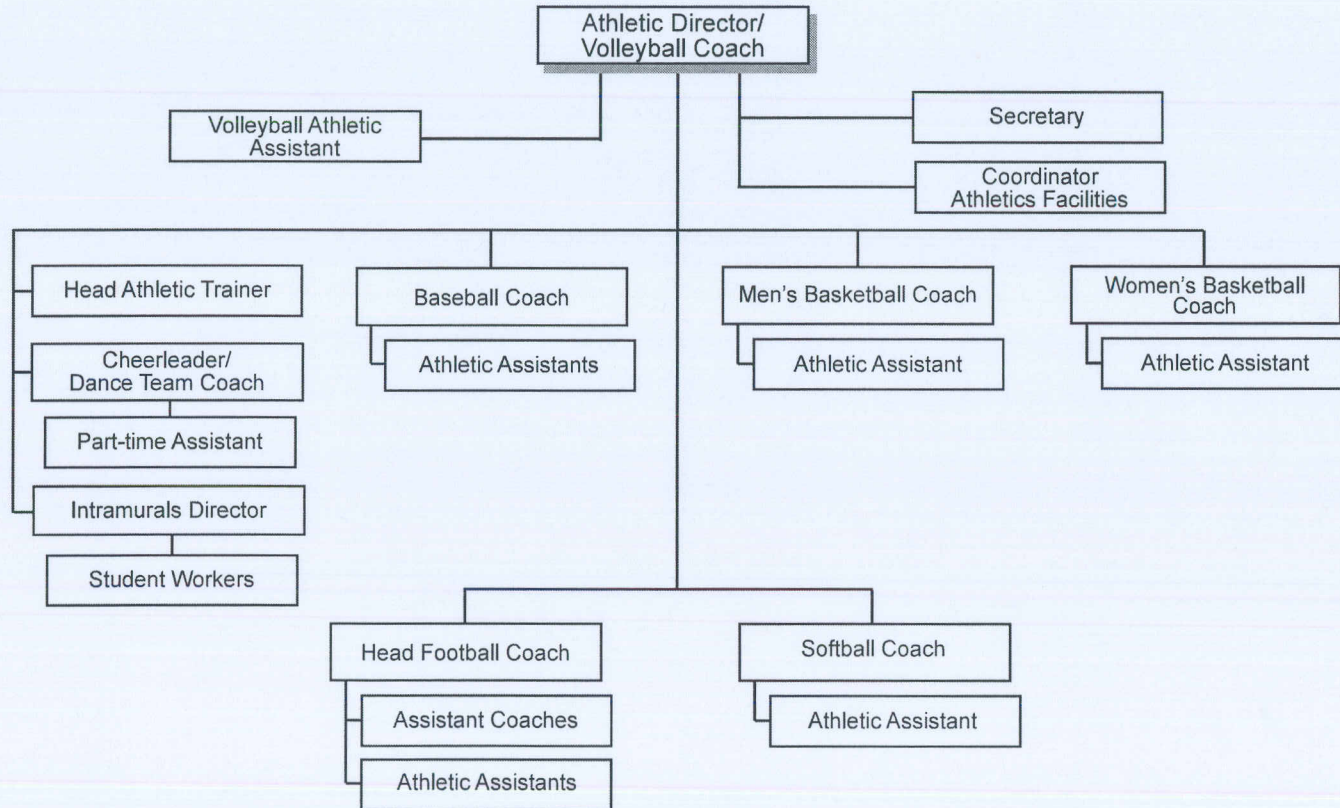 Athletic Director/
Volleyball Coach
Volleyball Athletic
Assistant
Secretary
Coordinator
Athletics Facilities
Head Athletic Trainer
Baseball Coach
Men's Basketball Coach
Women's Basketball
Coach
Cheerleader/
Dance Team Coach
Athletic Assistants
Athletic Assistant
Athletic Assistant
Part-time Assistant
Intramurals Director
Student Workers
Head Football Coach
Softball Coach
Assistant Coaches
Athletic Assistant
Athletic Assistants